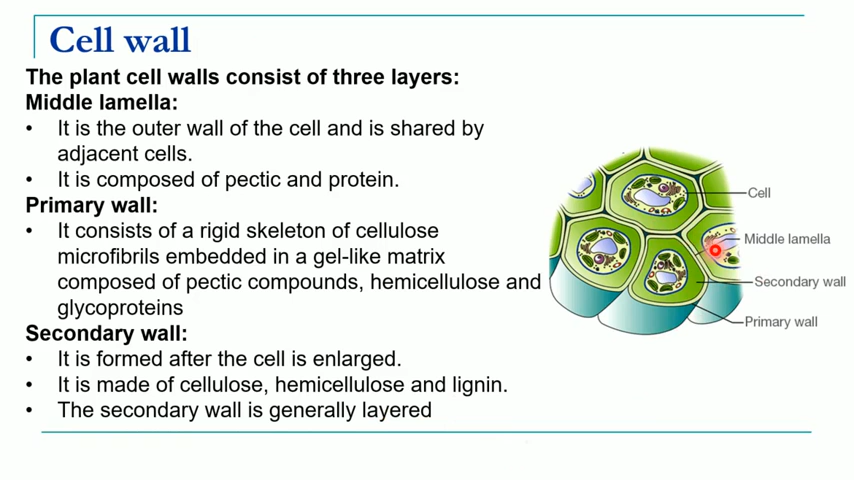 Cell wall
The plant cell walls consist of three layers:
Middle lamella:
• It is the outer wall of the cell and is shared by
adjacent cells.
• It is composed of pectic and protein.
Primary wall:
• It consists of a rigid skeleton of cellulose
microfibrils embedded in a gel-like matrix
composed of pectic compounds, hemicellulose and
glycoproteins
Secondary wall:
• It is formed after the cell is enlarged.
• It is made of cellulose, hemicellulose and lignin.
• The secondary wall is generally layered
Cell
Middle lamella
Secondary wall
Primary wall